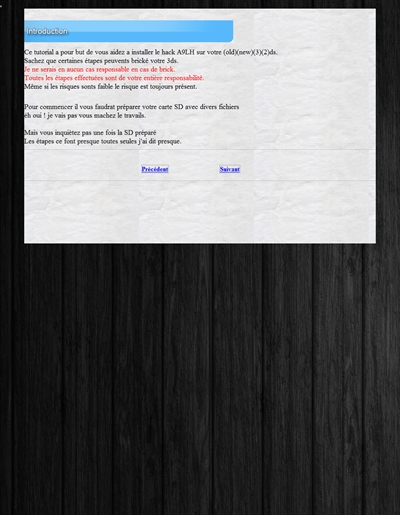 Introduction
Ce tutorial a pour but de vous aidez a installer le hack A9LH sur votre (old)(new)(3)(2)ds.
Sachez que certaines étapes peuvents brické votre 3ds.
Je ne serais en aucun cas responsable en cas de brick.
Toutes les étapes effectuéres sont de votre entière responsabilité.
Même si les risques sonts faible le risque est toujours présent.
Pour commencer il vous faudrat préparer votre carte SD avec divers fichiers
eh oui ! je vais pas vous machez le travails.
Mais vous inquiètez pas une fois la SD préparé
Les étapes ce font presque toutes seules j'ai dit presque.
Précédent Suivant